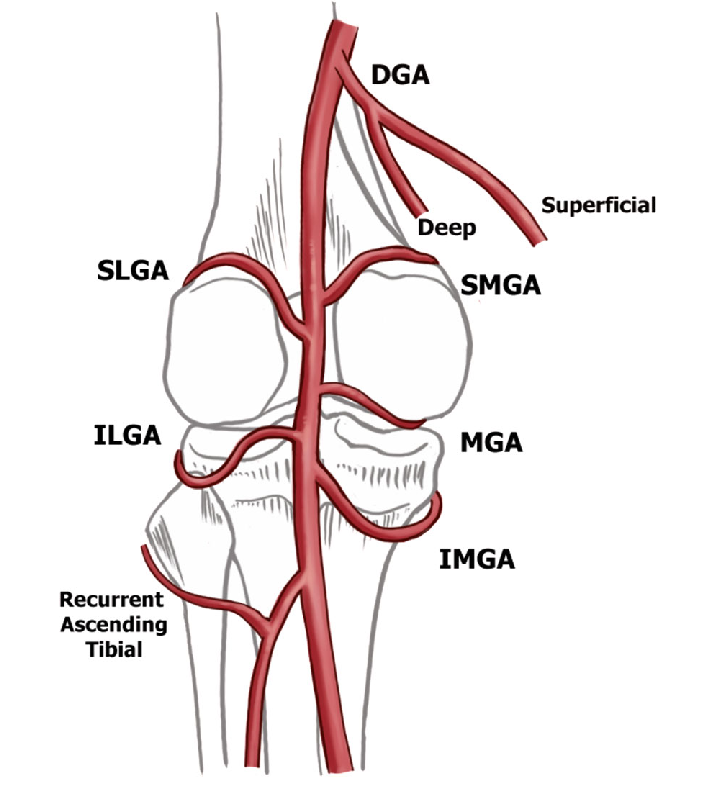 DGA
Superficial
Deep
SLGA
SMGA
ILGA
MGA
IMGA
Recurrent
Ascending
Tibial